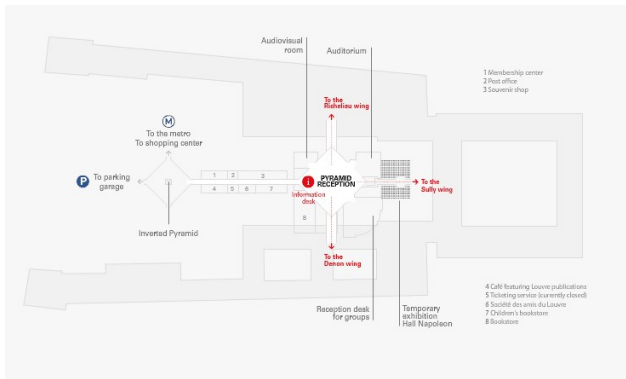 Audiovisual
room
Auditorium
1 Membership center
2 Post office
3 Souvenir shop
To the
Richelieu wing
M
To the metro
To shopping center
P
To parking
garage
1
2
3
4
5
6
7
i
PYRAMID
RECEPTION
Information
desk
To the
Sully wing
8
Inverted Pyramid
To the
Denon wing
Reception desk
for groups
Temporary
exhibition
Hall Napoleon
4 Café featuring Louvre publications
5 Ticketing service (currently closed)
6 Société des amis du Louvre
7 Children's bookstore
8 Bookstore